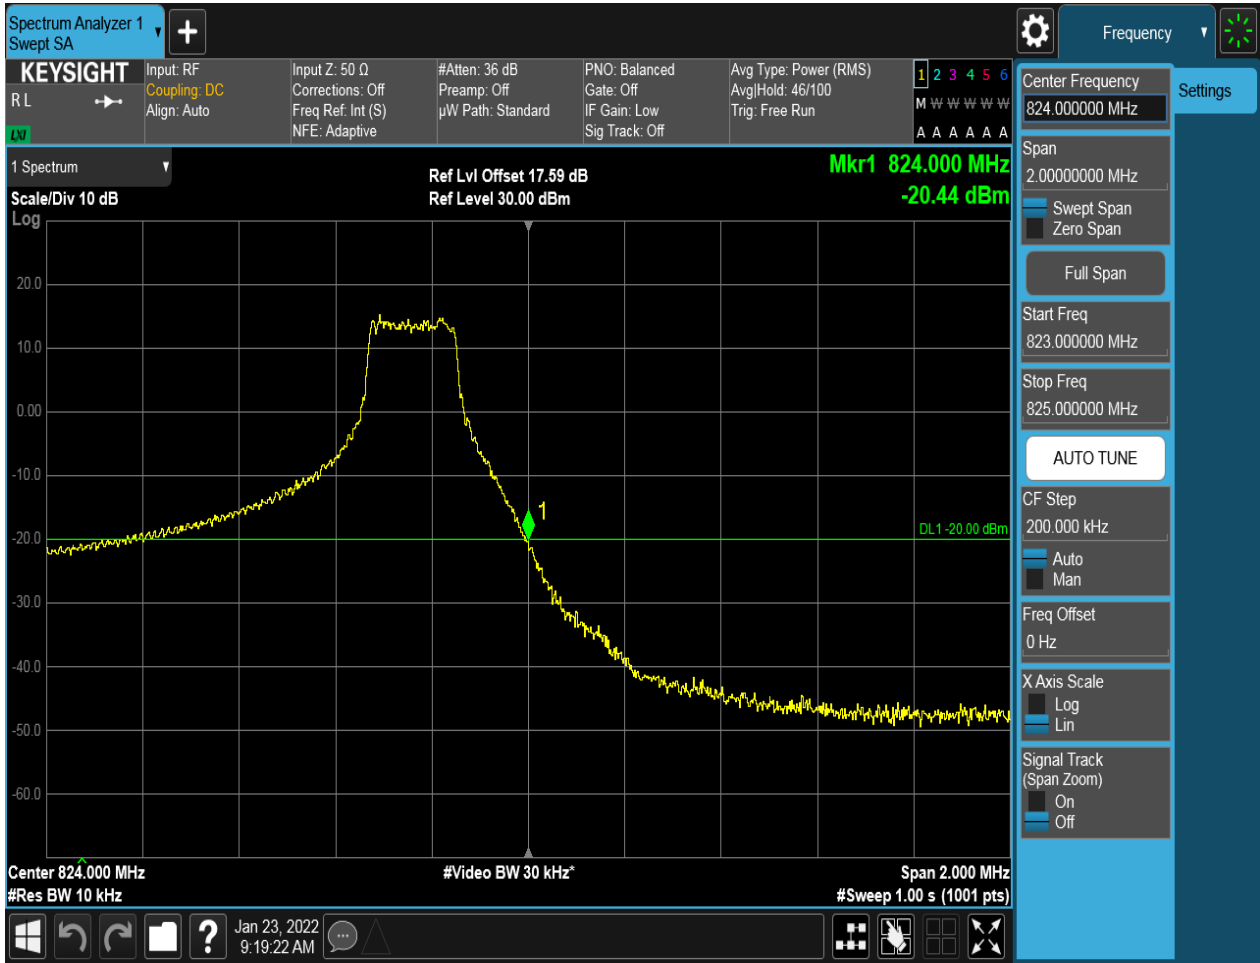 Spectrum Analyzer 1
Swept SA
Frequency
KEYSIGHT
R L
LXI
Input: RF
Coupling: DC
Align: Auto
Input Z: 50 Ω
Corrections: Off
Freq Ref: Int (S)
NFE: Adaptive
#Atten: 36 dB
Preamp: Off
µW Path: Standard
PNO: Balanced
Gate: Off
IF Gain: Low
Sig Track: Off
Avg Type: Power (RMS)
Avg|Hold: 46/100
Trig: Free Run
1 2 3 4 5 6
M W W W W W
A A A A A A
1 Spectrum
Scale/Div 10 dB
Log
Ref Lvl Offset 17.59 dB
Ref Level 30.00 dBm
Mkr1 824.000 MHz
-20.44 dBm
20.0
10.0
0.00
-10.0
-20.0
-30.0
-40.0
-50.0
-60.0
1
DL1 -20.00 dBm
Center 824.000 MHz
#Video BW 30 kHz*
Span 2.000 MHz
#Res BW 10 kHz
#Sweep 1.00 s (1001 pts)
Center Frequency
824.000000 MHz
Settings
Span
2.00000000 MHz
Swept Span
Zero Span
Full Span
Start Freq
823.000000 MHz
Stop Freq
825.000000 MHz
AUTO TUNE
CF Step
200.000 kHz
Auto
Man
Freq Offset
0 Hz
X Axis Scale
Log
Lin
Signal Track
(Span Zoom)
On
Off
?
Jan 23, 2022
9:19:22 AM